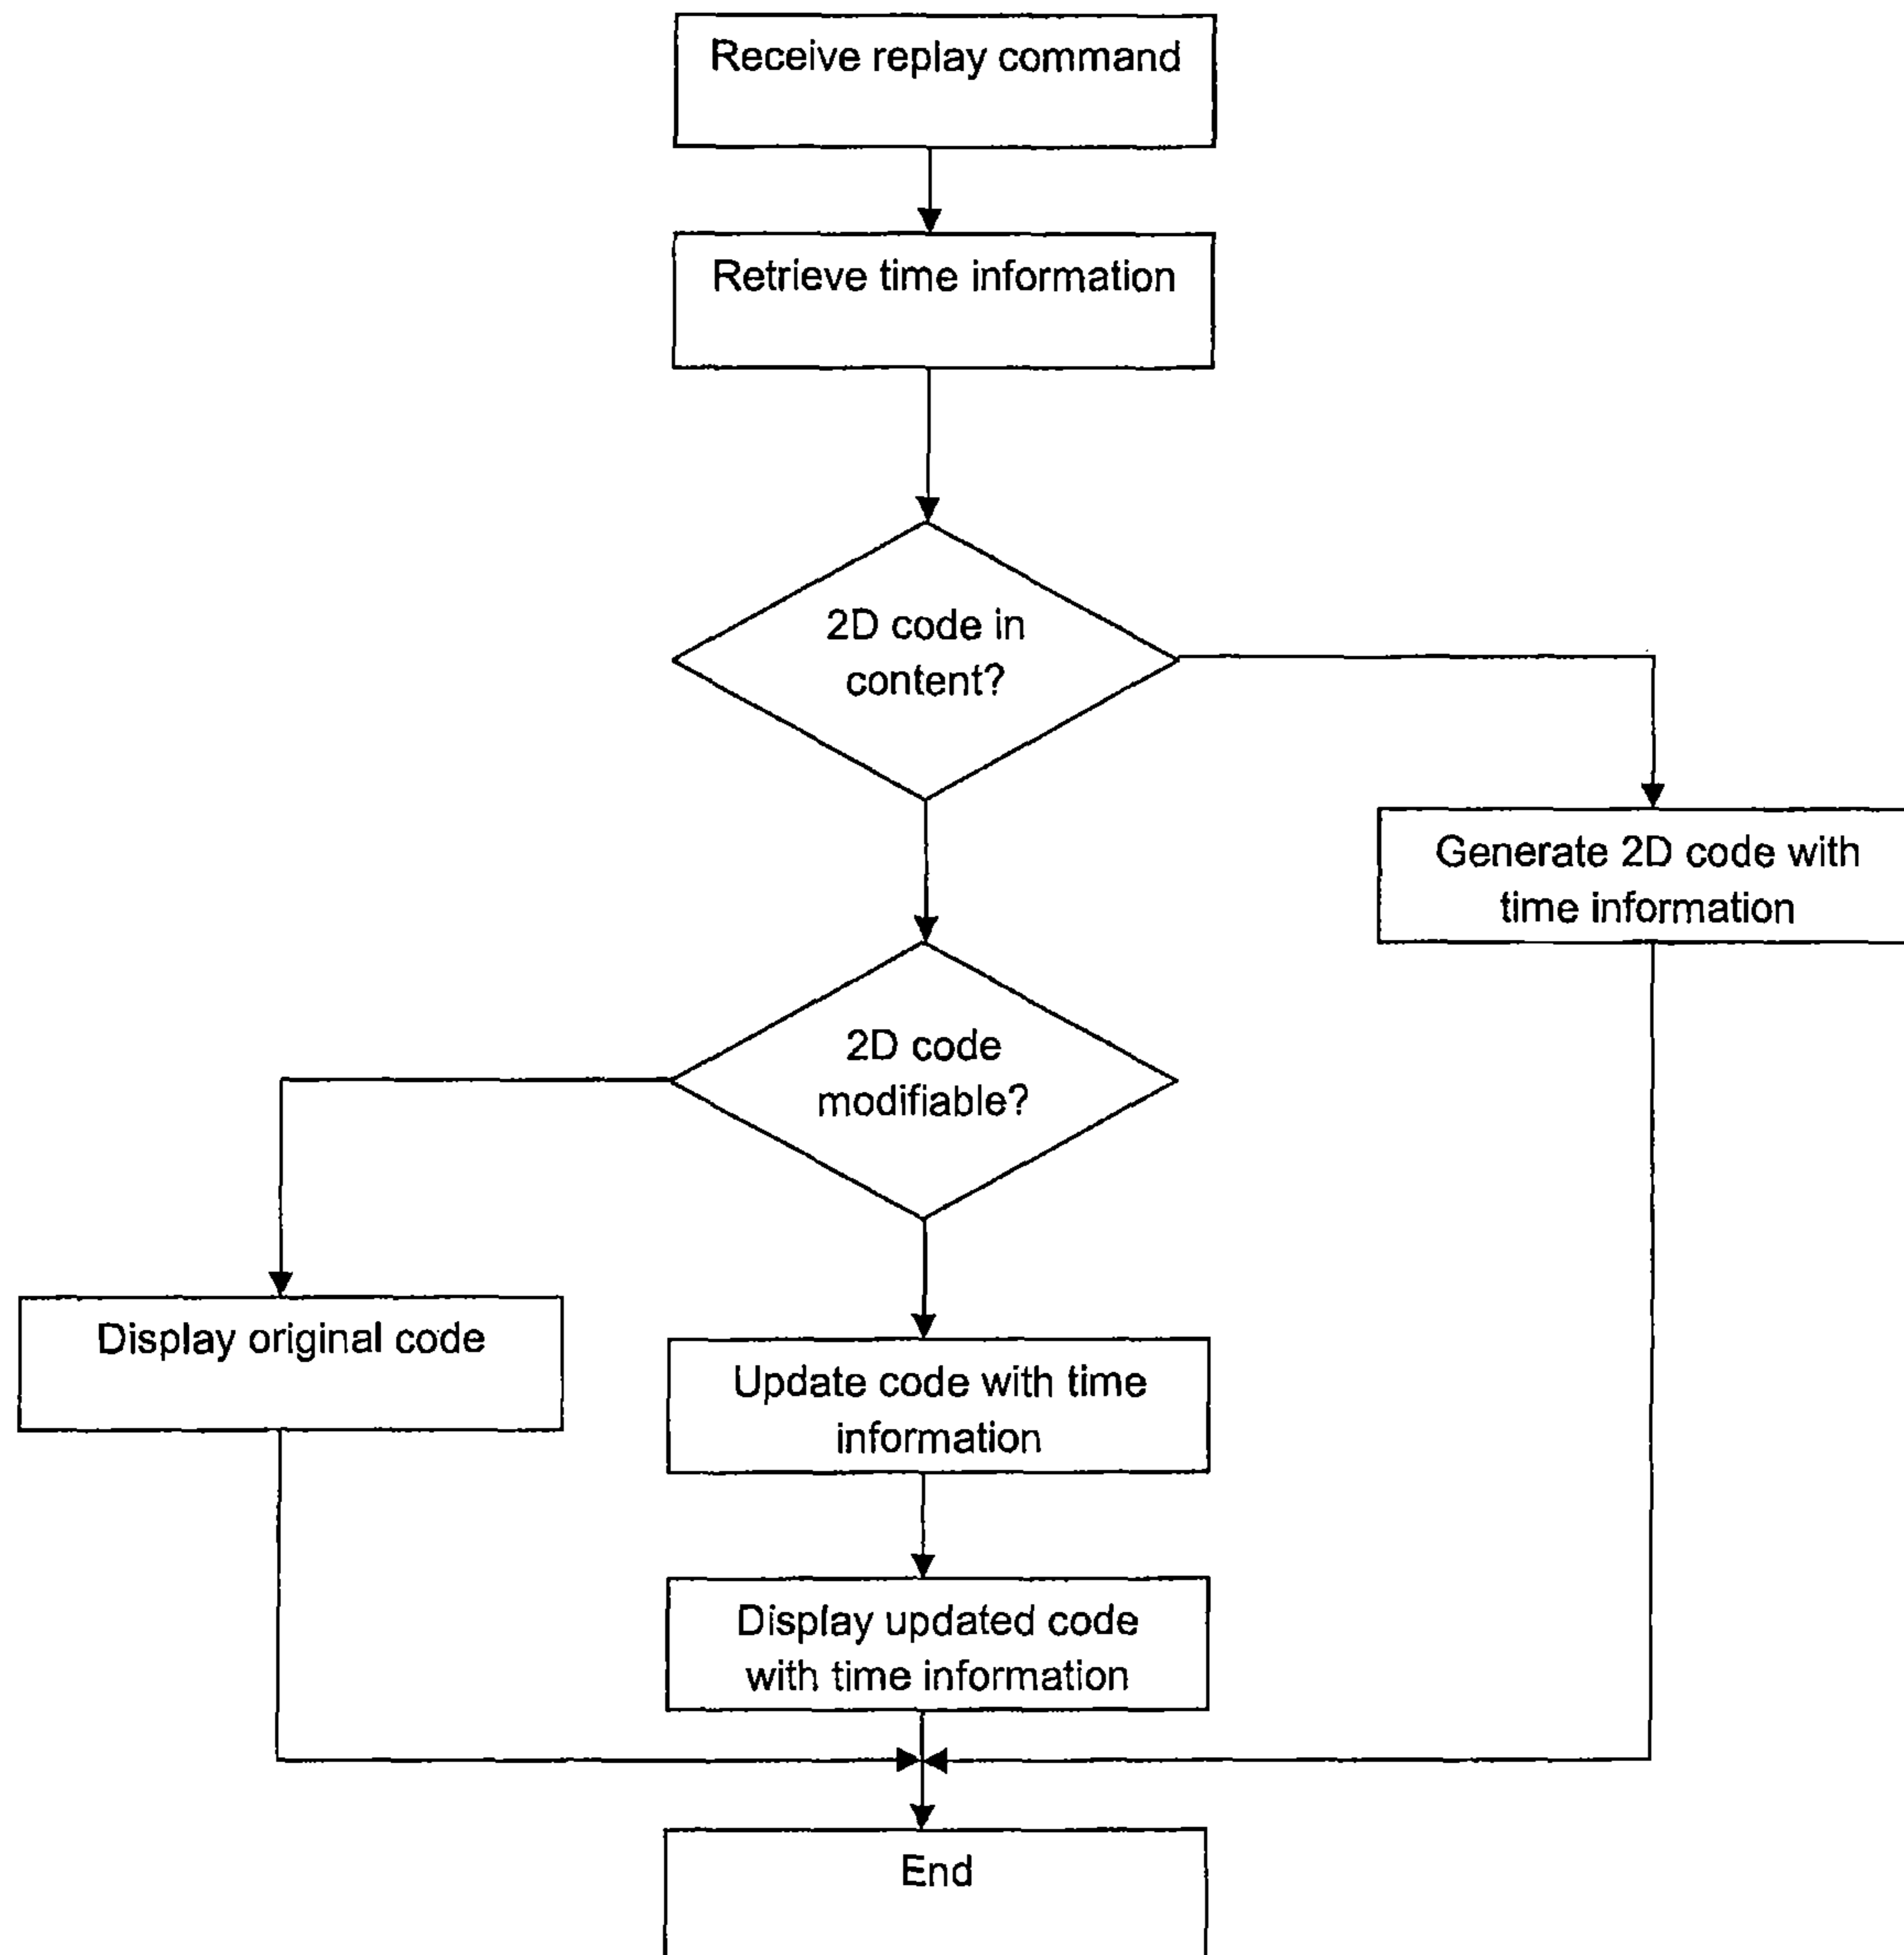 Receive replay command
Retrieve time information
2D code in
content?
Generate 2D code with
time information
2D code
modifiable?
Display original code
Update code with time
information
Display updated code
with time information
End